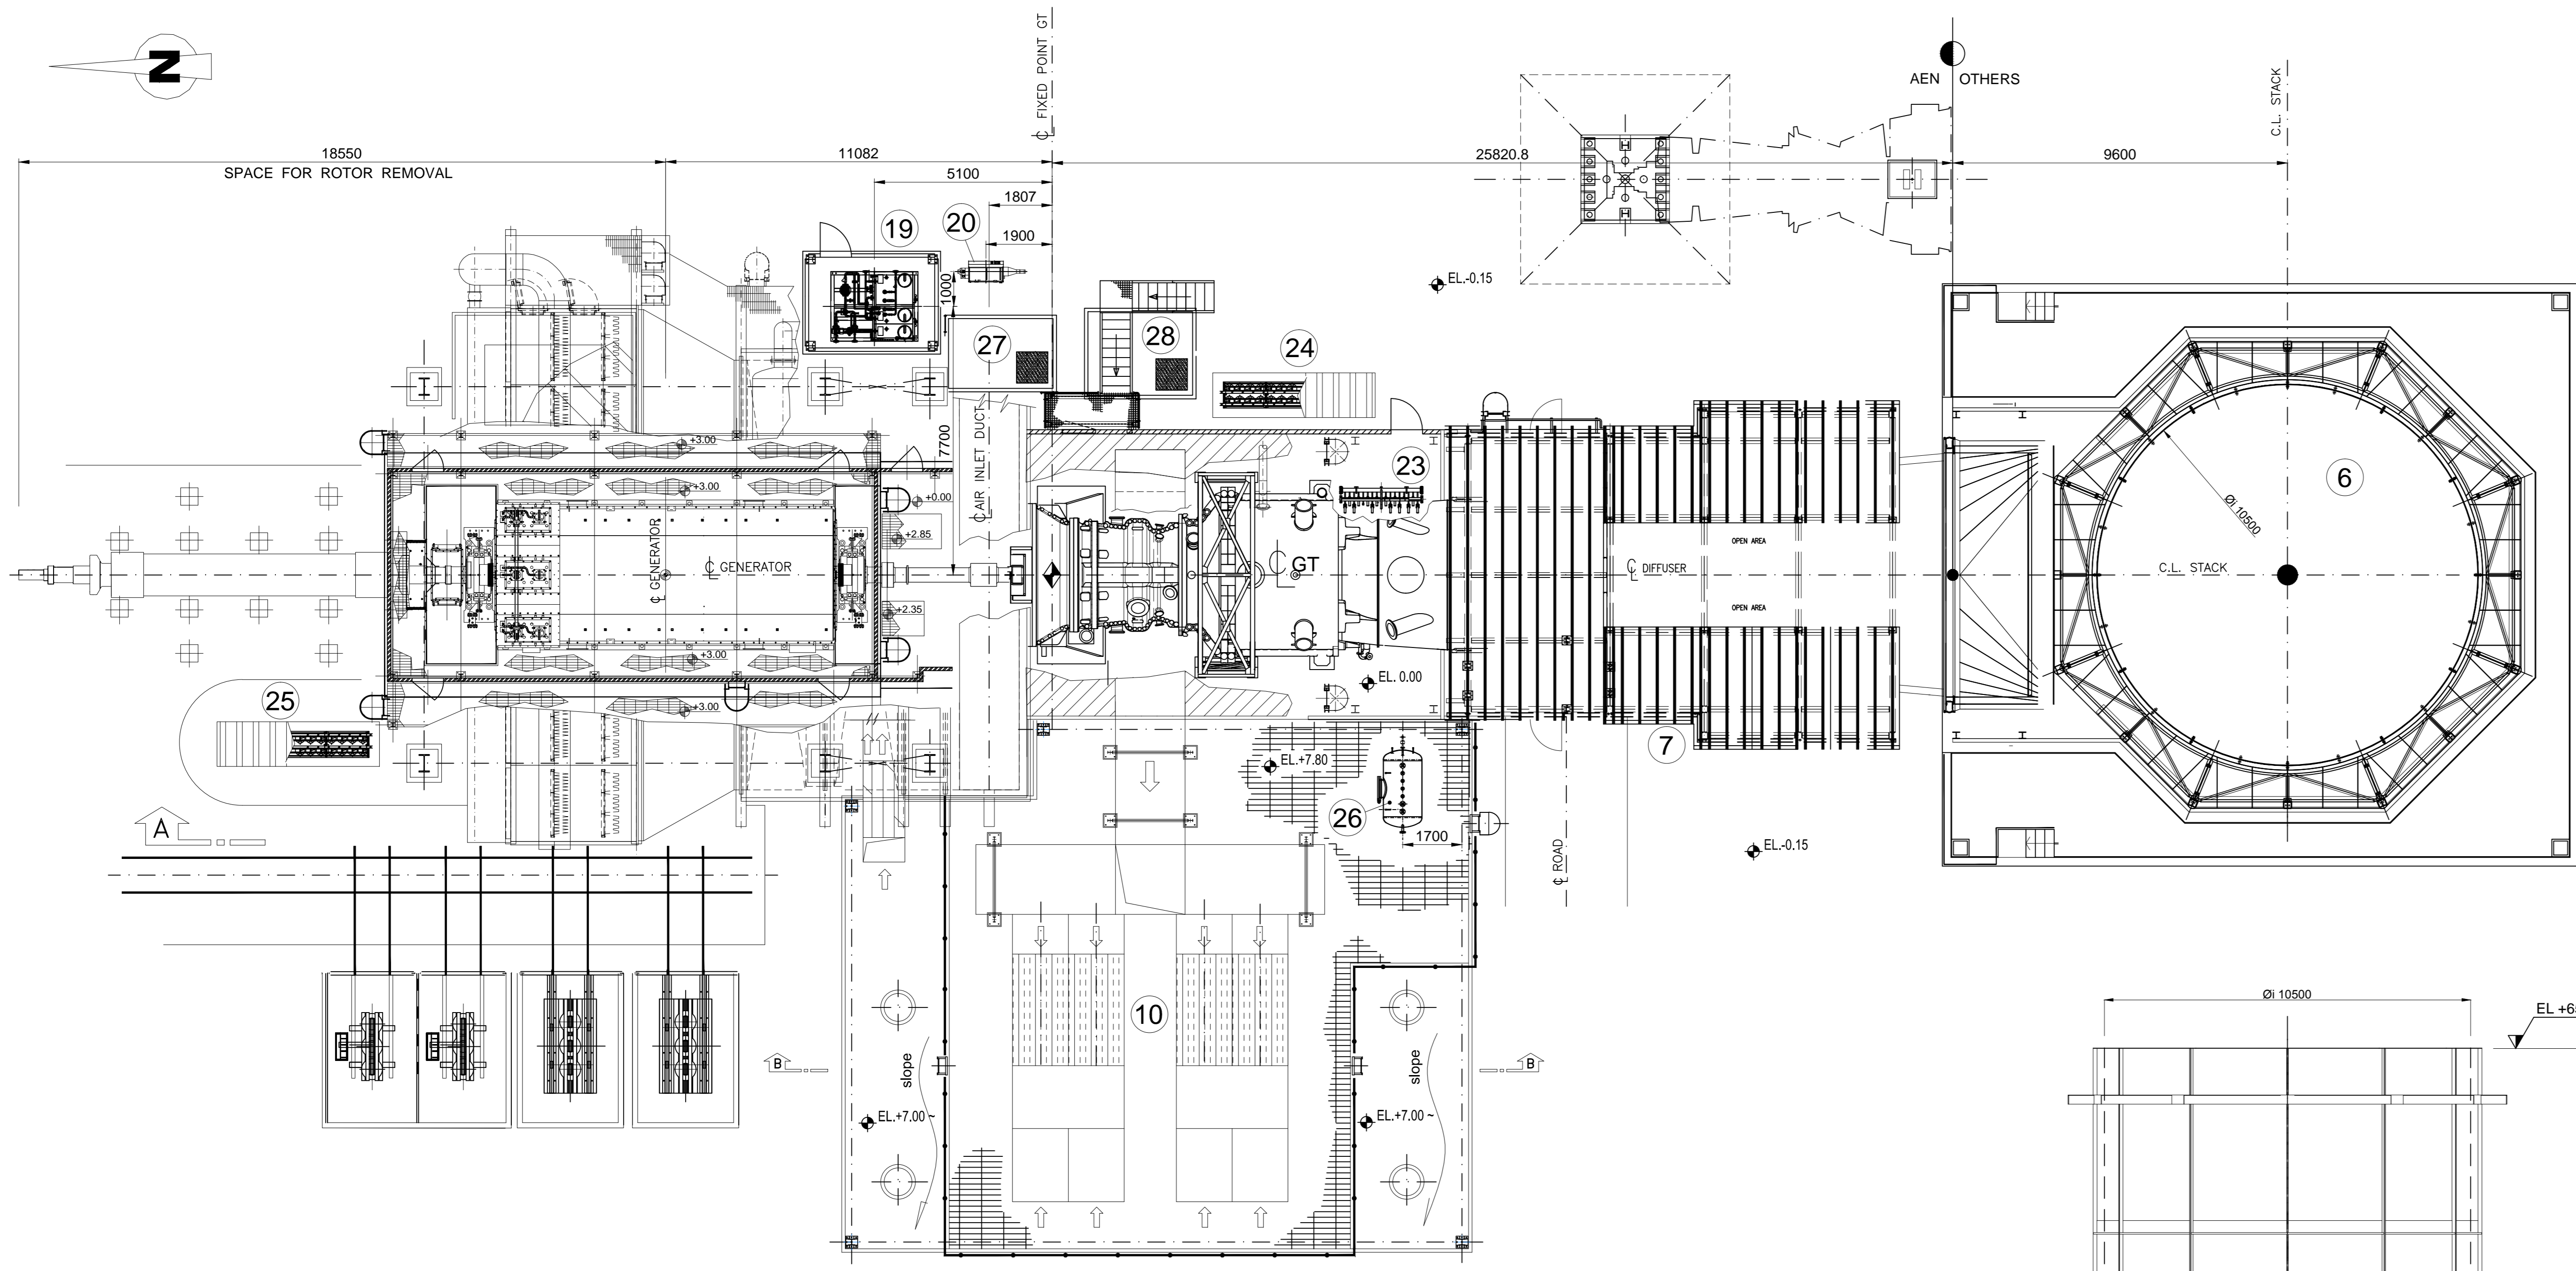 N
℄ FIXED POINT GT
AEN OTHERS
C.L. STACK
18550
SPACE FOR ROTOR REMOVAL
11082
25820.8
9600
5100
1807
1900
19
20
1000
EL.-0.15
27
28
24
7700
℄ AIR INLET DUCT
+3.00
+3.00
+0.00
+2.85
23
6
Øi 10500
℄ GENERATOR
℄ GENERATOR
℄ GT
OPEN AREA
℄ DIFFUSER
C.L. STACK
OPEN AREA
+2.35
+3.00
EL. 0.00
+3.00
25
7
EL.+7.80
26
1700
A
℄ ROAD
EL.-0.15
10
Øi 10500
B
slope
slope
B
EL.+7.00 ~
EL.+7.00 ~